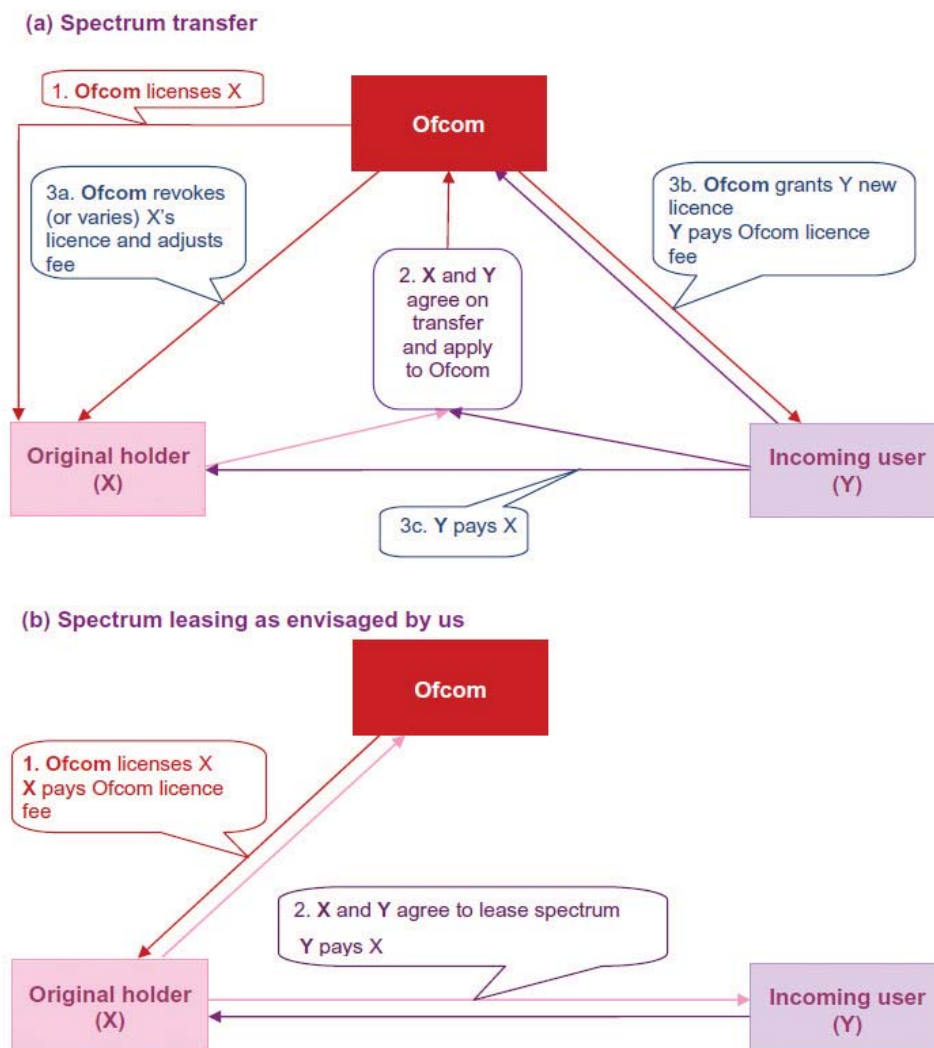 (a) Spectrum transfer
1. Ofcom licenses X
Ofcom
3a. Ofcom revokes
(or varies) X's
licence and adjusts
fee
3b. Ofcom grants Y new
licence
Y pays Ofcom licence
fee
2. X and Y
agree on
transfer
and apply
to Ofcom
Original holder
(X)
Incoming user
(Y)
3c. Y pays X
(b) Spectrum leasing as envisaged by us
Ofcom
1. Ofcom licenses X
X pays Ofcom licence
fee
2. X and Y agree to lease spectrum
Y pays X
Original holder
(X)
Incoming user
(Y)